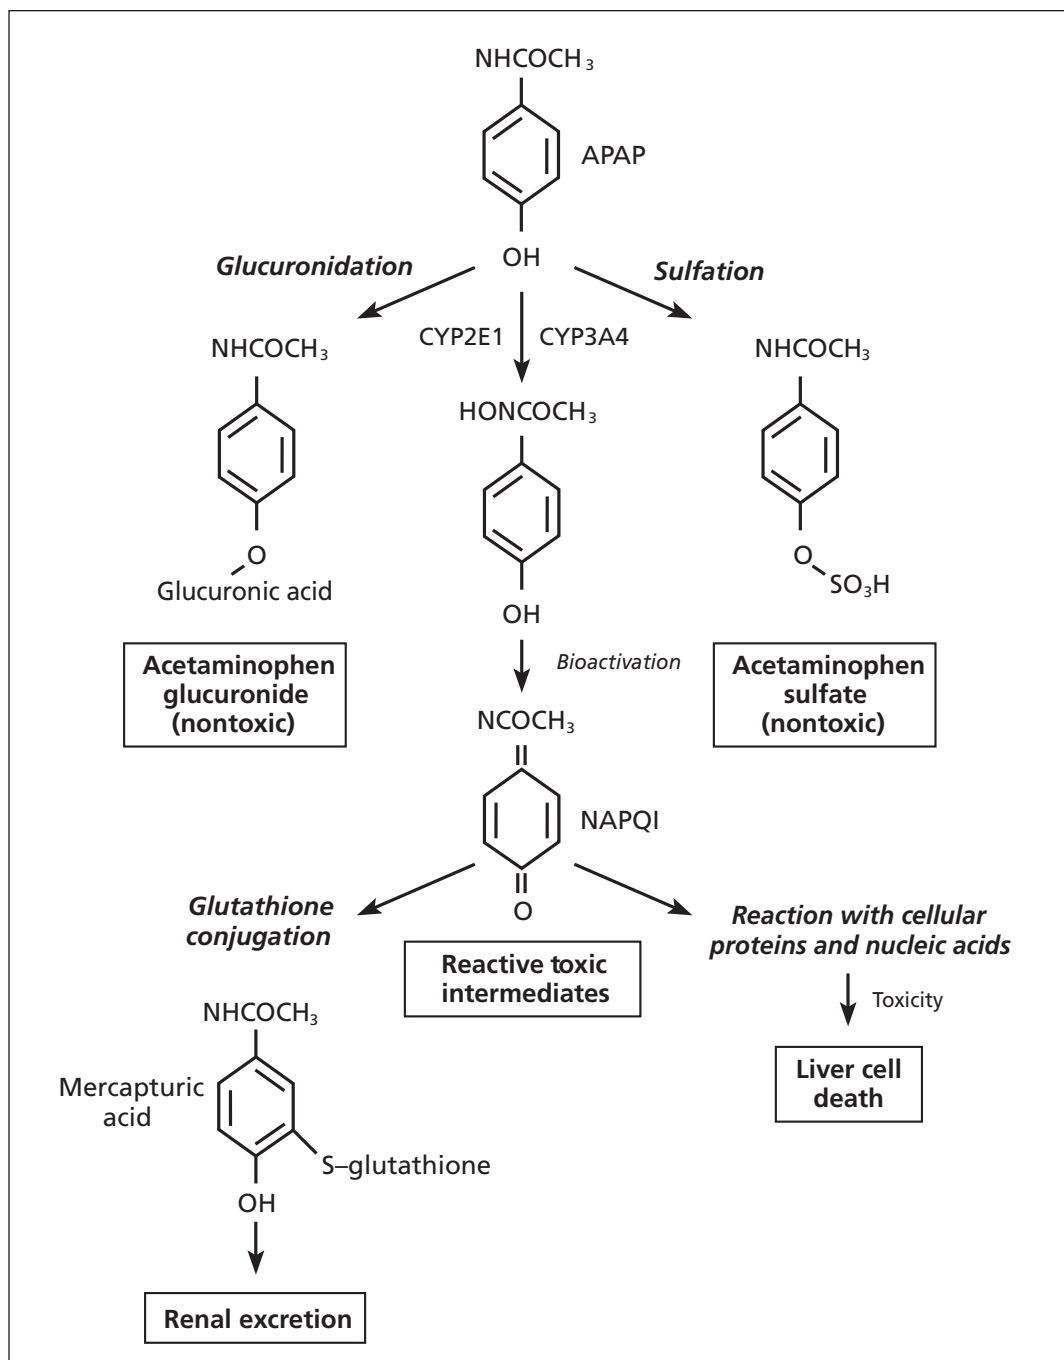 NHCOCH₃
APAP
OH
Glucuronidation
Sulfation
CYP2E1
CYP3A4
NHCOCH₃
HONCOCH₃
NHCOCH₃
O
Glucuronic acid
OH
O
SO₃H
Acetaminophen
glucuronide
(nontoxic)
Bioactivation
Acetaminophen
sulfate
(nontoxic)
NCOCH₃
NAPQI
O
Glutathione
conjugation
Reactive toxic
intermediates
Reaction with cellular
proteins and nucleic acids
Toxicity
Liver cell
death
NHCOCH₃
Mercapturic
acid
S–glutathione
OH
Renal excretion